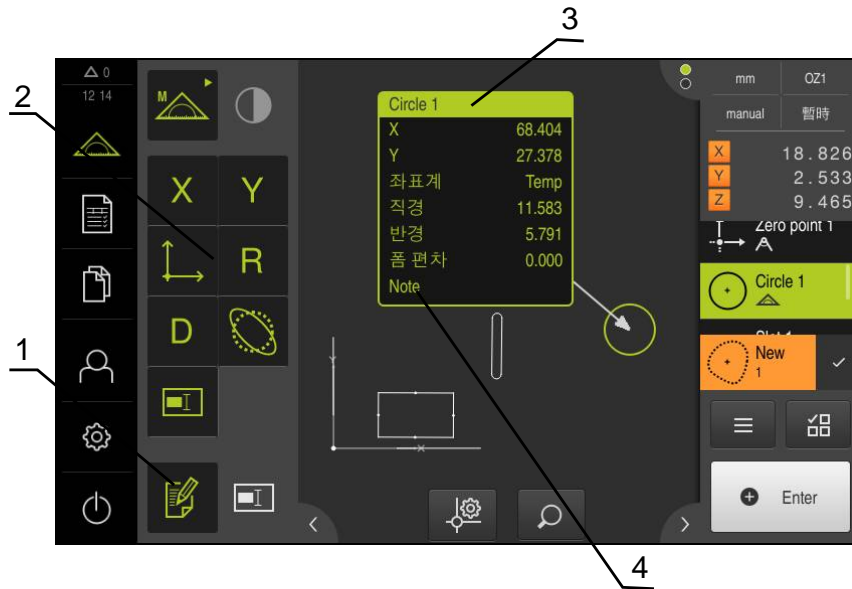 3
△ 0
12 14
2
M
X Y
R
D
1
Circle 1
X 68.404
Y 27.378
좌표계 Temp
직경 11.583
반경 5.791
폼 편차 0.000
Note
Y
X
4
mm OZ1
manual 暫時
X 18.826
Y 2.533
Z 9.465
Zero point 1
Circle 1
New
1
Enter